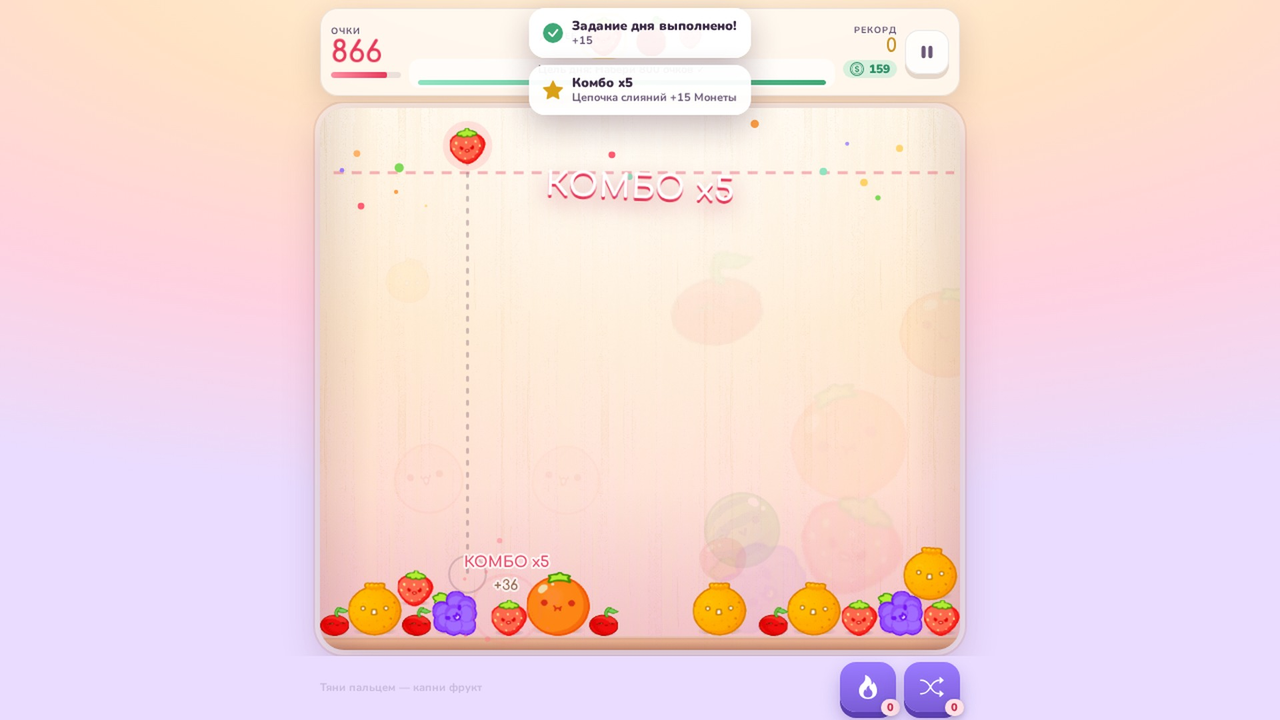 ОЧКИ
866
Задание дня выполнено!
+15
Комбо x5
Цепочка слияний +15 Монеты
РЕКОРД
0
159
КОМБО x5
КОМБО x5
+36
Тяни пальцем — капни фрукт
0
0